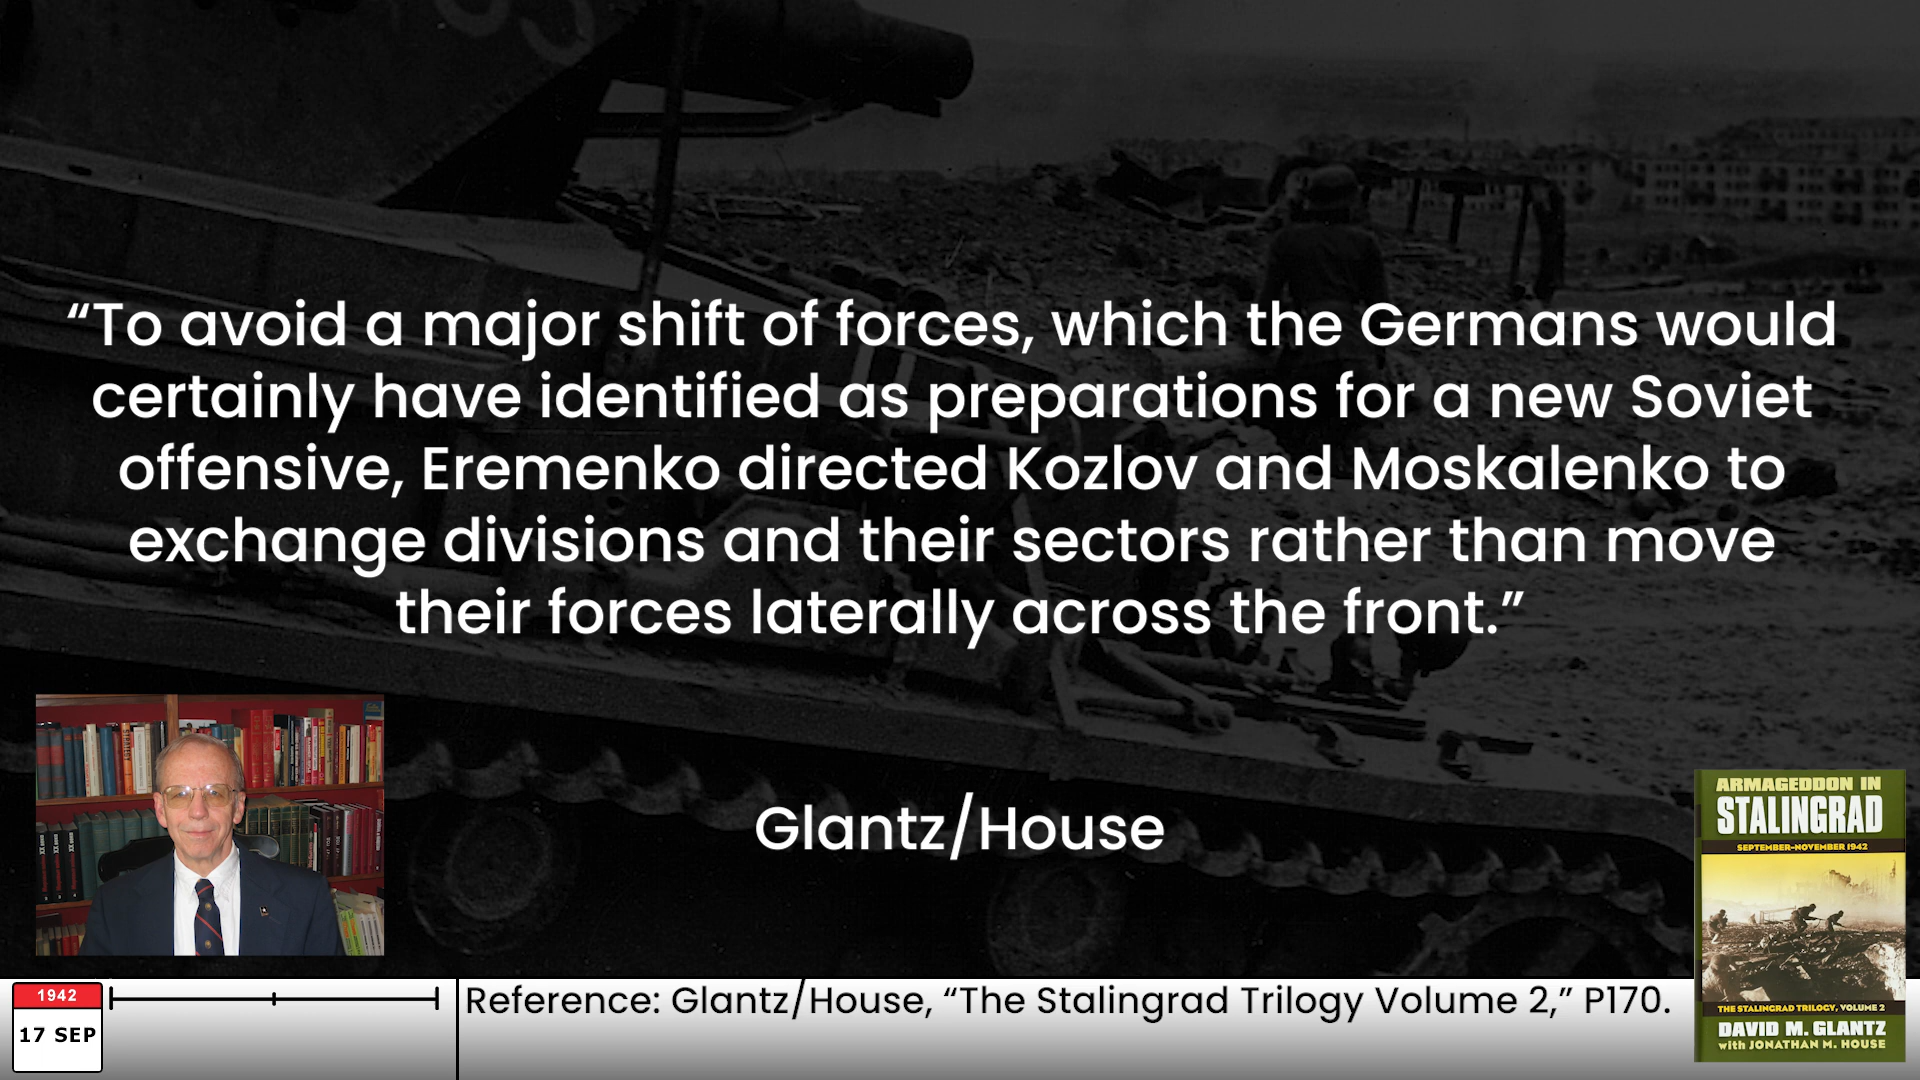 “To avoid a major shift of forces, which the Germans would
certainly have identified as preparations for a new Soviet
offensive, Eremenko directed Kozlov and Moskalenko to
exchange divisions and their sectors rather than move
their forces laterally across the front.”
Glantz/House
ARMAGEDDON IN
STALINGRAD
SEPTEMBER–NOVEMBER 1942
THE STALINGRAD TRILOGY, VOLUME 2
DAVID M. GLANTZ
with JONATHAN M. HOUSE
1942
17 SEP
Reference: Glantz/House, “The Stalingrad Trilogy Volume 2,” P170.